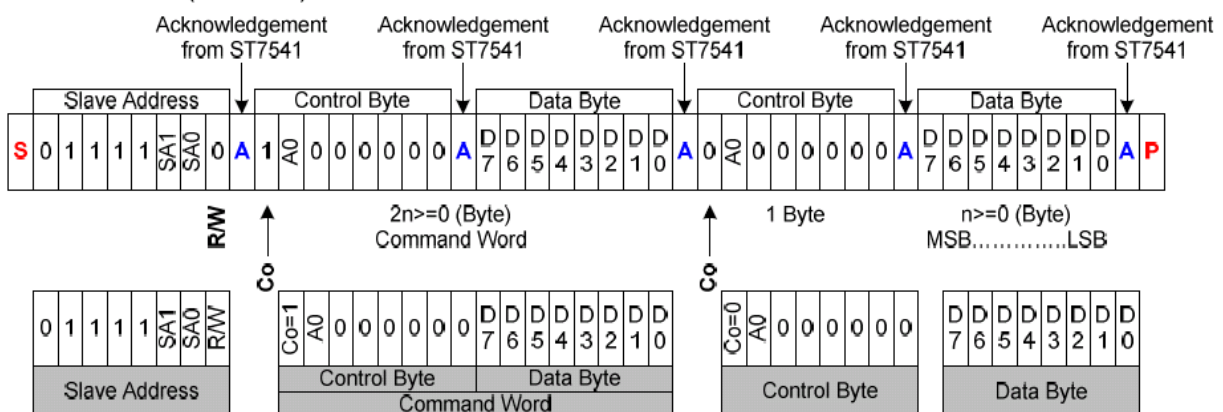 Acknowledgement Acknowledgement Acknowledgement Acknowledgement Acknowledgement
from ST7541 from ST7541 from ST7541 from ST7541 from ST7541
Slave Address Control Byte Data Byte Control Byte Data Byte
S 0 1 1 1 1 SA1 SA0 0 A 1 A0 0 0 0 0 0 0 A D7 D6 D5 D4 D3 D2 D1 D0 A 0 A0 0 0 0 0 0 0 A D7 D6 D5 D4 D3 D2 D1 D0 A P
R/W 2n>=0 (Byte) 1 Byte n>=0 (Byte)
Command Word MSB..............LSB
Co Co
0 1 1 1 1 SA1 SA0 R/W Co=1 A0 0 0 0 0 0 0 D7 D6 D5 D4 D3 D2 D1 D0 Co=0 A0 0 0 0 0 0 0 D7 D6 D5 D4 D3 D2 D1 D0
Slave Address Control Byte Data Byte Control Byte Data Byte
Command Word